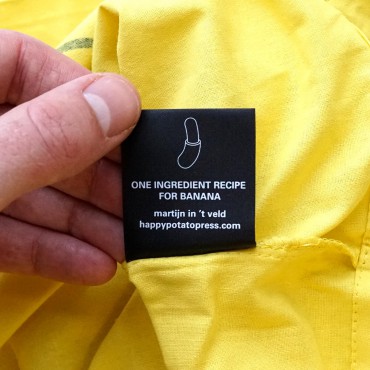 ONE INGREDIENT RECIPE
FOR BANANA
martijn in ´t veld
happypotatopress.com